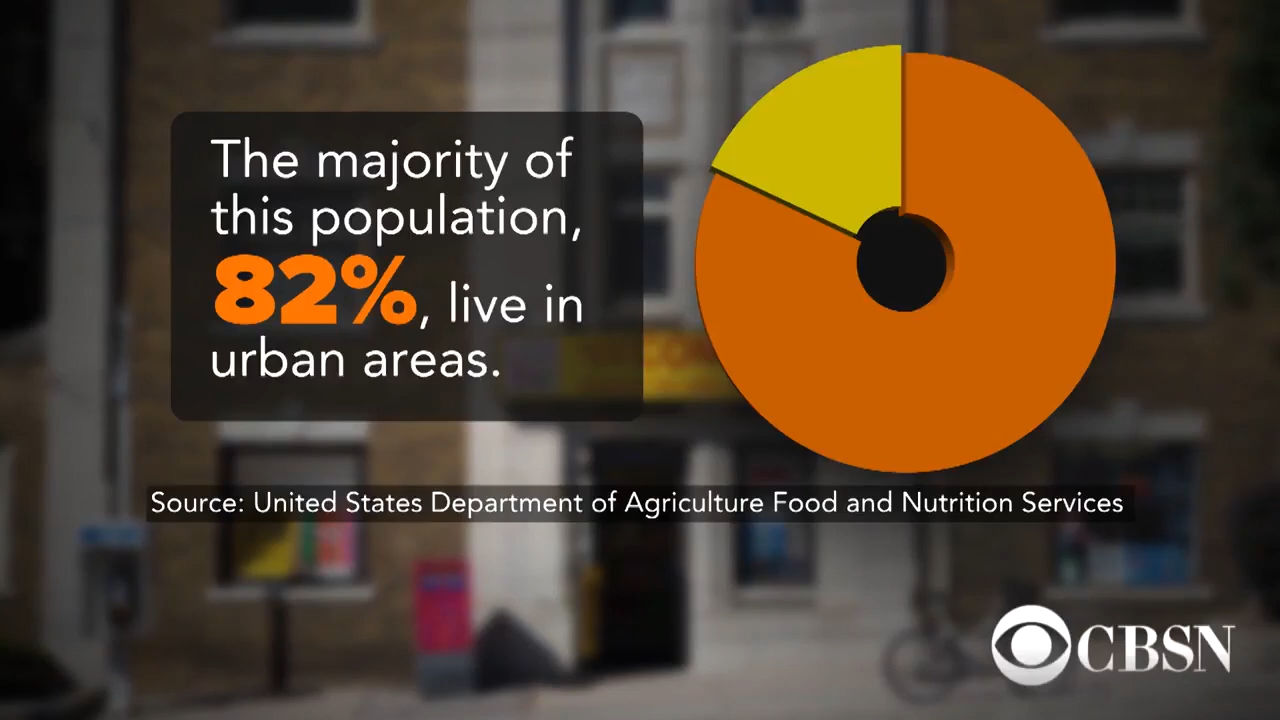 The majority of
this population,
82%, live in
urban areas.
Source: United States Department of Agriculture Food and Nutrition Services
CBSN